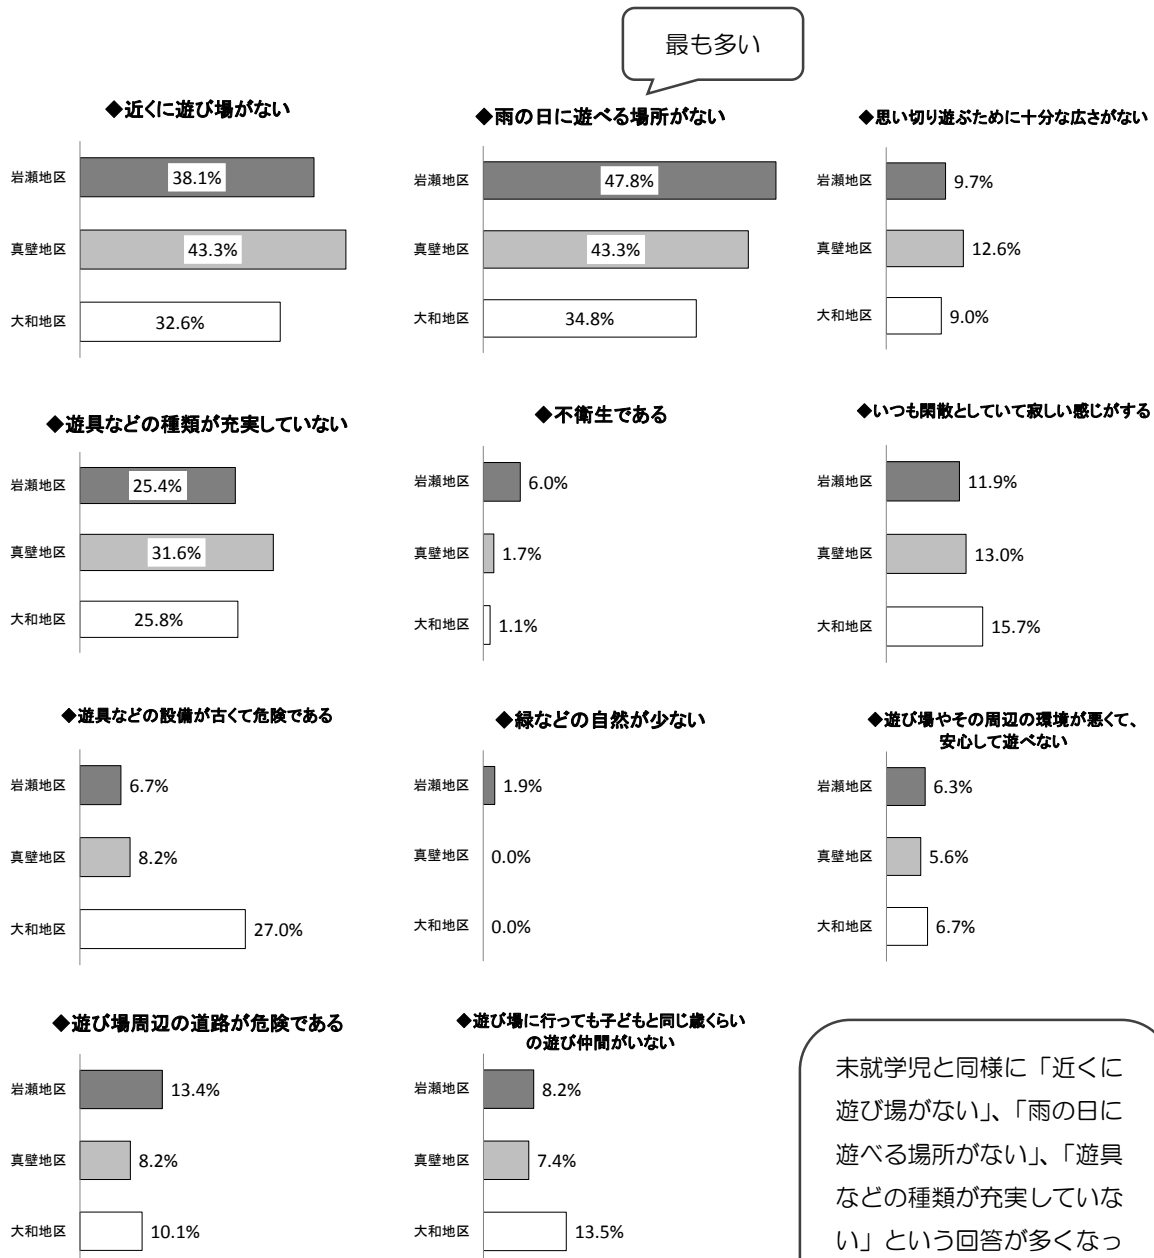 最も多い
◆近くに遊び場がない
岩瀬地区 38.1%
真壁地区 43.3%
大和地区 32.6%
◆雨の日に遊べる場所がない
岩瀬地区 47.8%
真壁地区 43.3%
大和地区 34.8%
◆思い切り遊ぶために十分な広さがない
岩瀬地区 9.7%
真壁地区 12.6%
大和地区 9.0%
◆遊具などの種類が充実していない
岩瀬地区 25.4%
真壁地区 31.6%
大和地区 25.8%
◆不衛生である
岩瀬地区 6.0%
真壁地区 1.7%
大和地区 1.1%
◆いつも閑散としていて寂しい感じがする
岩瀬地区 11.9%
真壁地区 13.0%
大和地区 15.7%
◆遊具などの設備が古くて危険である
岩瀬地区 6.7%
真壁地区 8.2%
大和地区 27.0%
◆緑などの自然が少ない
岩瀬地区 1.9%
真壁地区 0.0%
大和地区 0.0%
◆遊び場やその周辺の環境が悪くて、
安心して遊べない
岩瀬地区 6.3%
真壁地区 5.6%
大和地区 6.7%
◆遊び場周辺の道路が危険である
岩瀬地区 13.4%
真壁地区 8.2%
大和地区 10.1%
◆遊び場に行っても子どもと同じ歳くらい
の遊び仲間がいない
岩瀬地区 8.2%
真壁地区 7.4%
大和地区 13.5%
未就学児と同様に「近くに
遊び場がない」、「雨の日に
遊べる場所がない」、「遊具
などの種類が充実していな
い」という回答が多くなっ